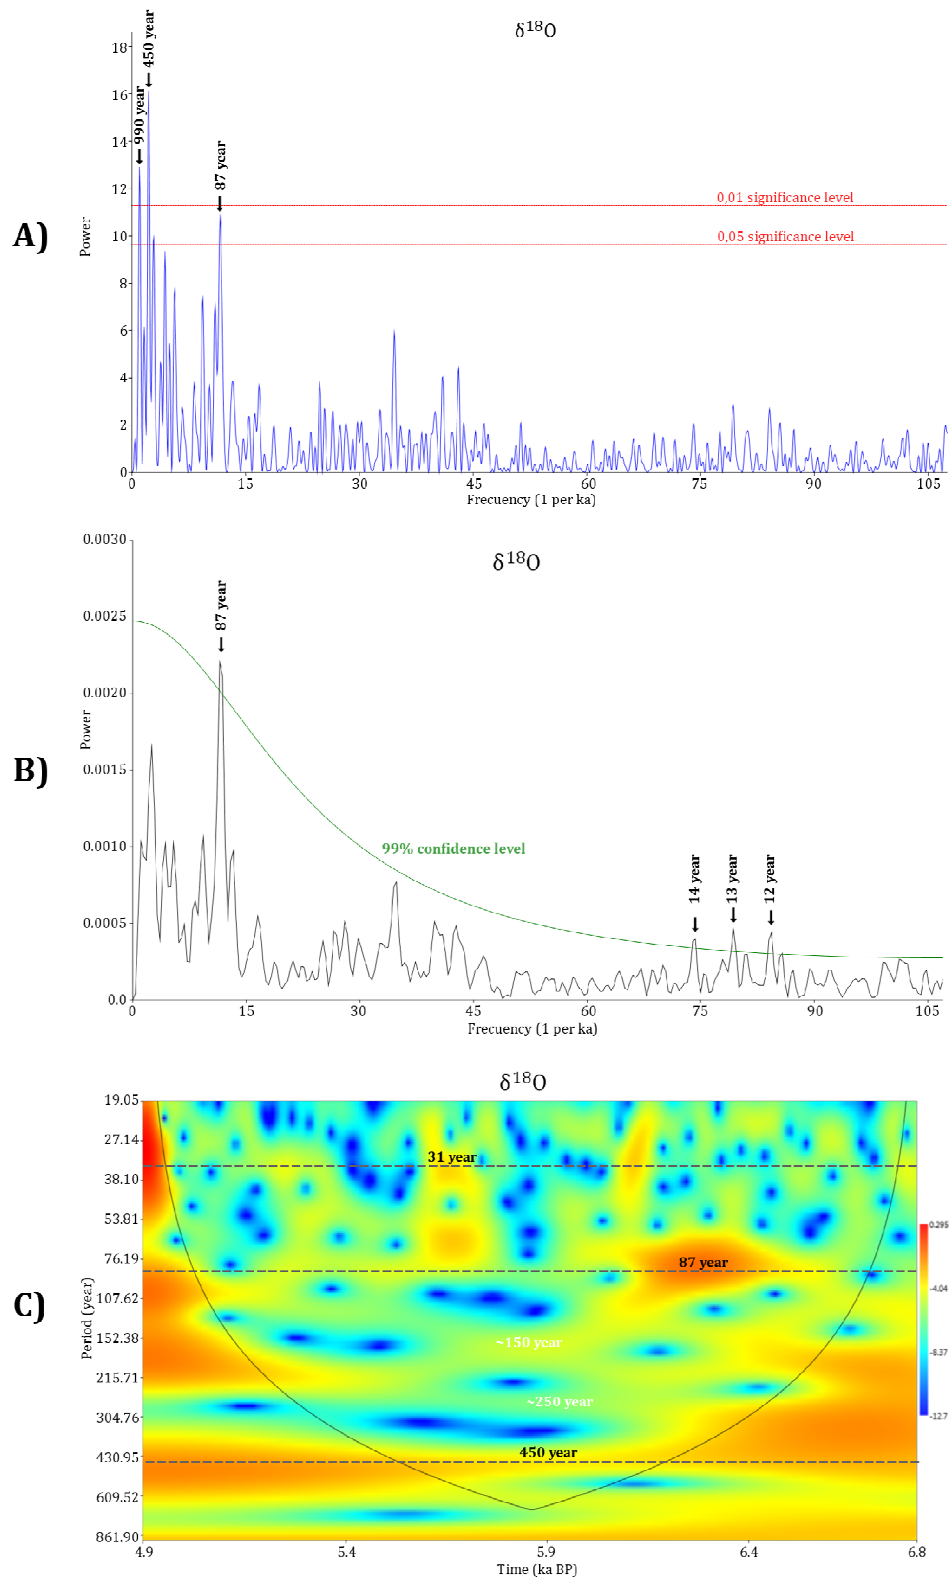 δ18O
990 year
450 year
87 year
18
16
14
12
10
8
6
4
2
0
Power
A)
0,01 significance level
0,05 significance level
0 15 30 45 60 75 90 105
Frecuency (1 per ka)
0.0030
δ18O
87 year
0.0025
0.0020
0.0015
0.0010
0.0005
0.0
Power
B)
99% confidence level
14 year
13 year
12 year
0 15 30 45 60 75 90 105
Frecuency (1 per ka)
δ18O
19.05
27.14
38.10
53.81
76.19
107.62
152.38
215.71
304.76
430.95
609.52
861.90
Period (year)
C)
31 year
87 year
~150 year
~250 year
450 year
0.295
-4.04
-8.37
-12.7
4.9 5.4 5.9 6.4 6.8
Time (ka BP)